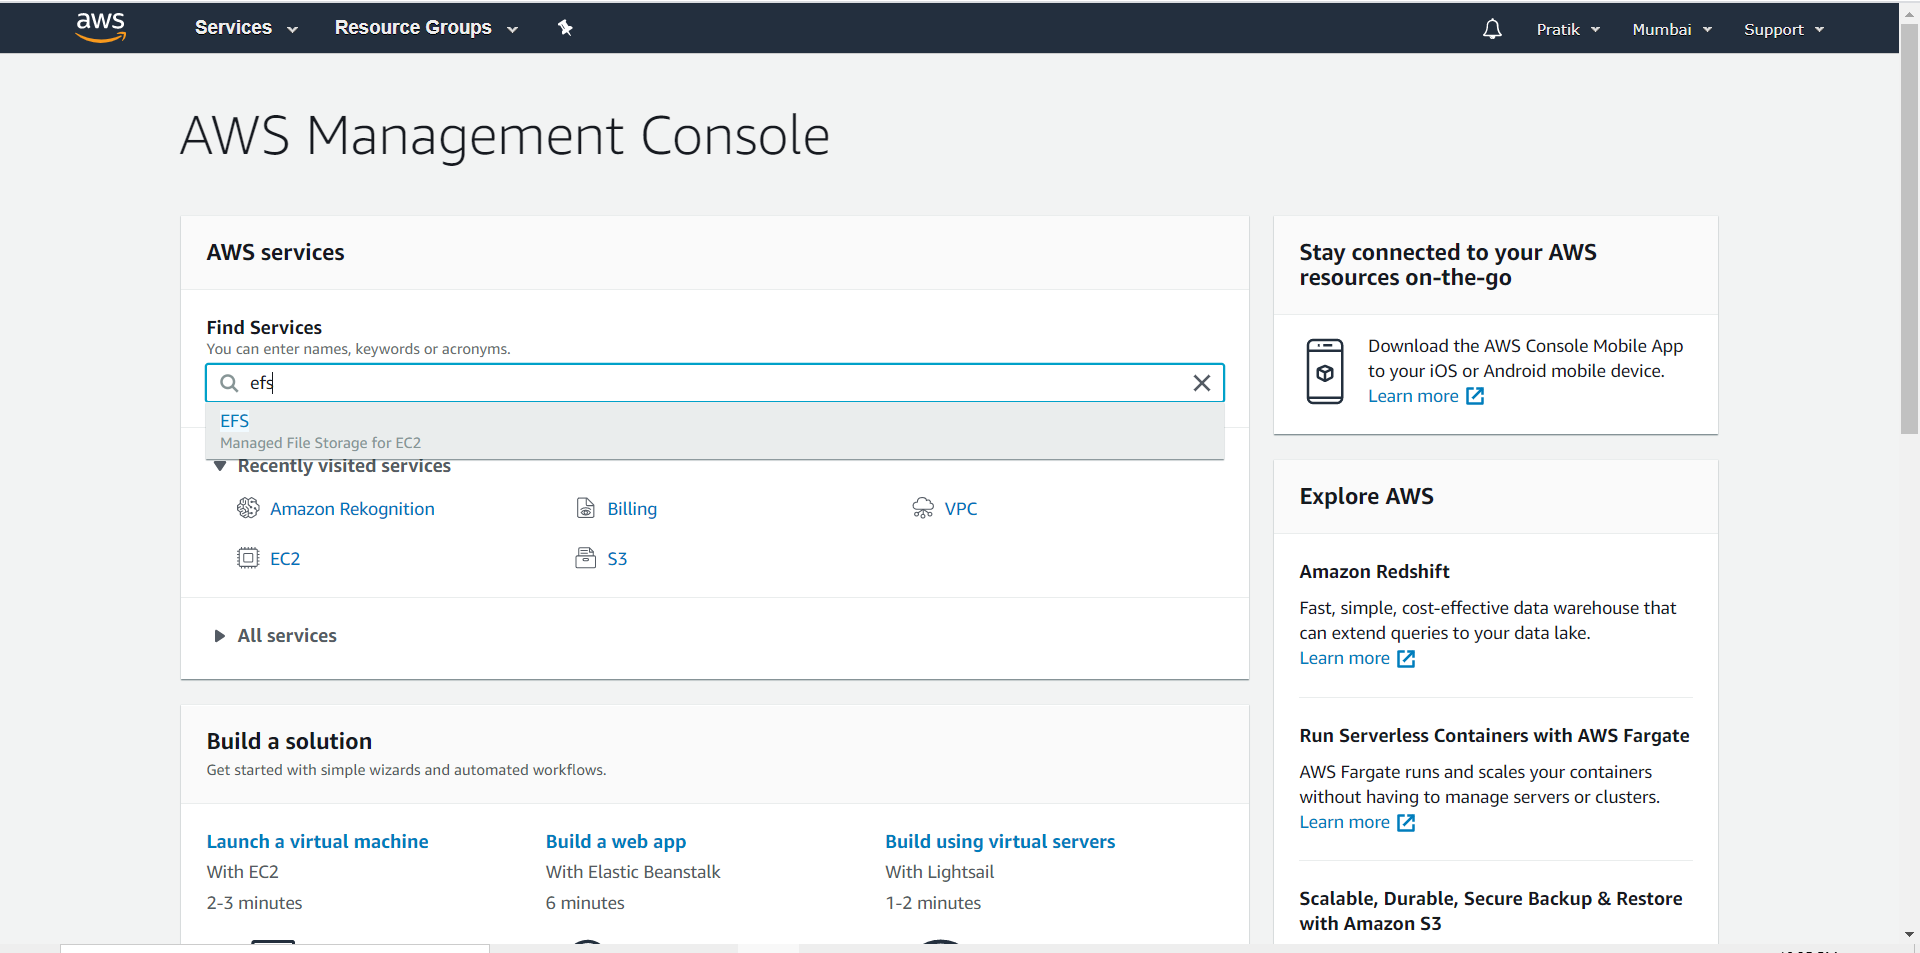 aws
Services
Resource Groups
Pratik
Mumbai
Support
AWS Management Console
AWS services
Find Services
You can enter names, keywords or acronyms.
efs
EFS
Managed File Storage for EC2
Recently visited services
Amazon Rekognition
Billing
VPC
EC2
S3
All services
Build a solution
Get started with simple wizards and automated workflows.
Launch a virtual machine
With EC2
2-3 minutes
Build a web app
With Elastic Beanstalk
6 minutes
Build using virtual servers
With Lightsail
1-2 minutes
Stay connected to your AWS
resources on-the-go
Download the AWS Console Mobile App
to your iOS or Android mobile device.
Learn more
Explore AWS
Amazon Redshift
Fast, simple, cost-effective data warehouse that
can extend queries to your data lake.
Learn more
Run Serverless Containers with AWS Fargate
AWS Fargate runs and scales your containers
without having to manage servers or clusters.
Learn more
Scalable, Durable, Secure Backup & Restore
with Amazon S3